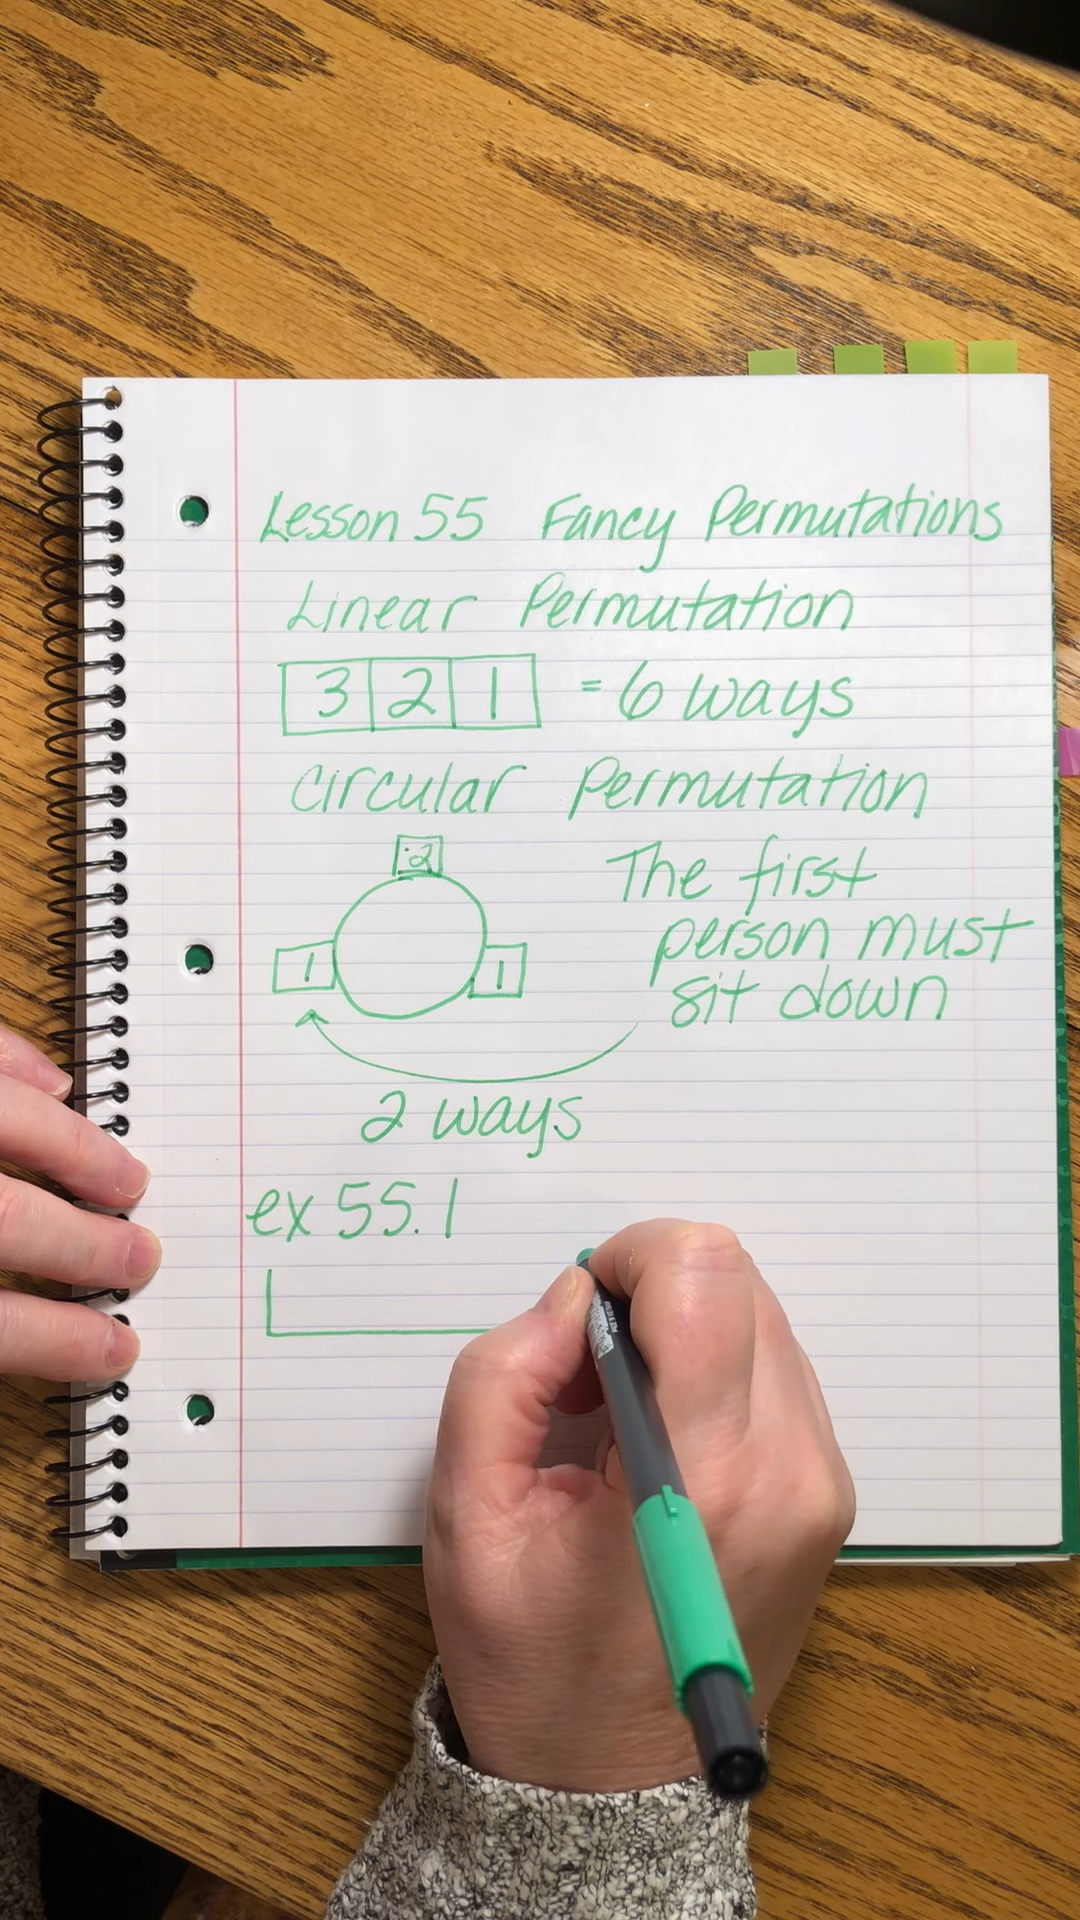 Lesson 55 Fancy Permutations
Linear Permutation
3 2 1 = 6 ways
Circular Permutation
2
1 1
The first
person must
sit down
2 ways
ex 55.1